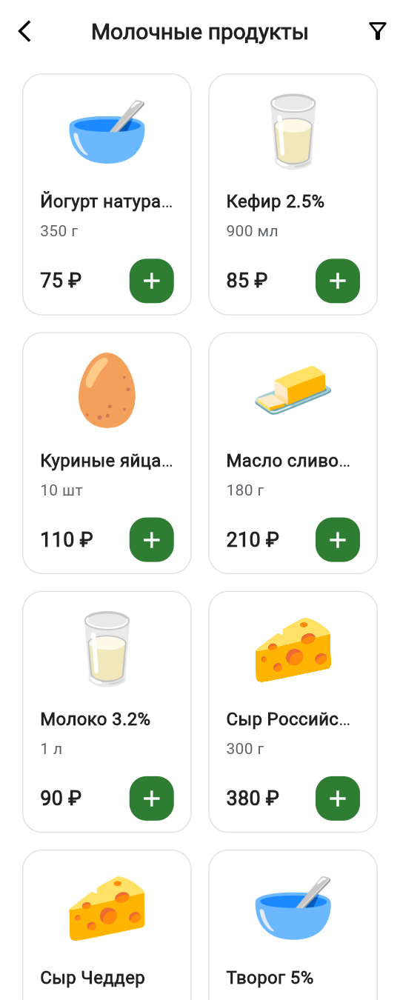 Молочные продукты
Йогурт натура...
350 г
75 ₽
Кефир 2.5%
900 мл
85 ₽
Куриные яйца...
10 шт
110 ₽
Масло сливо...
180 г
210 ₽
Молоко 3.2%
1 л
90 ₽
Сыр Российс...
300 г
380 ₽
Сыр Чеддер
Творог 5%